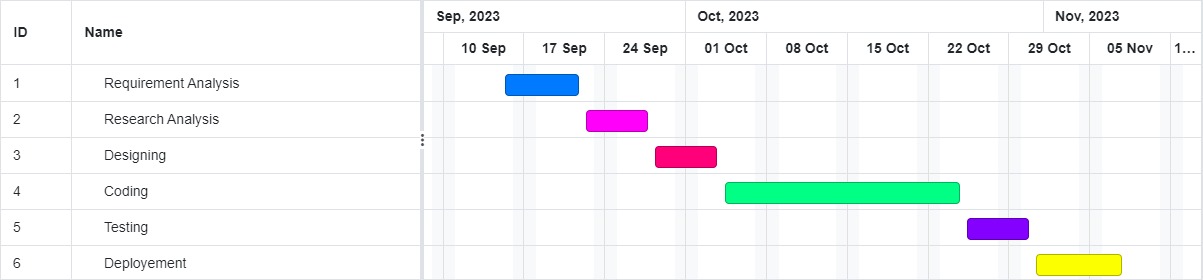 Sep, 2023 Oct, 2023 Nov, 2023
ID Name
10 Sep 17 Sep 24 Sep 01 Oct 08 Oct 15 Oct 22 Oct 29 Oct 05 Nov 1...
1 Requirement Analysis
2 Research Analysis
3 Designing
4 Coding
5 Testing
6 Deployement